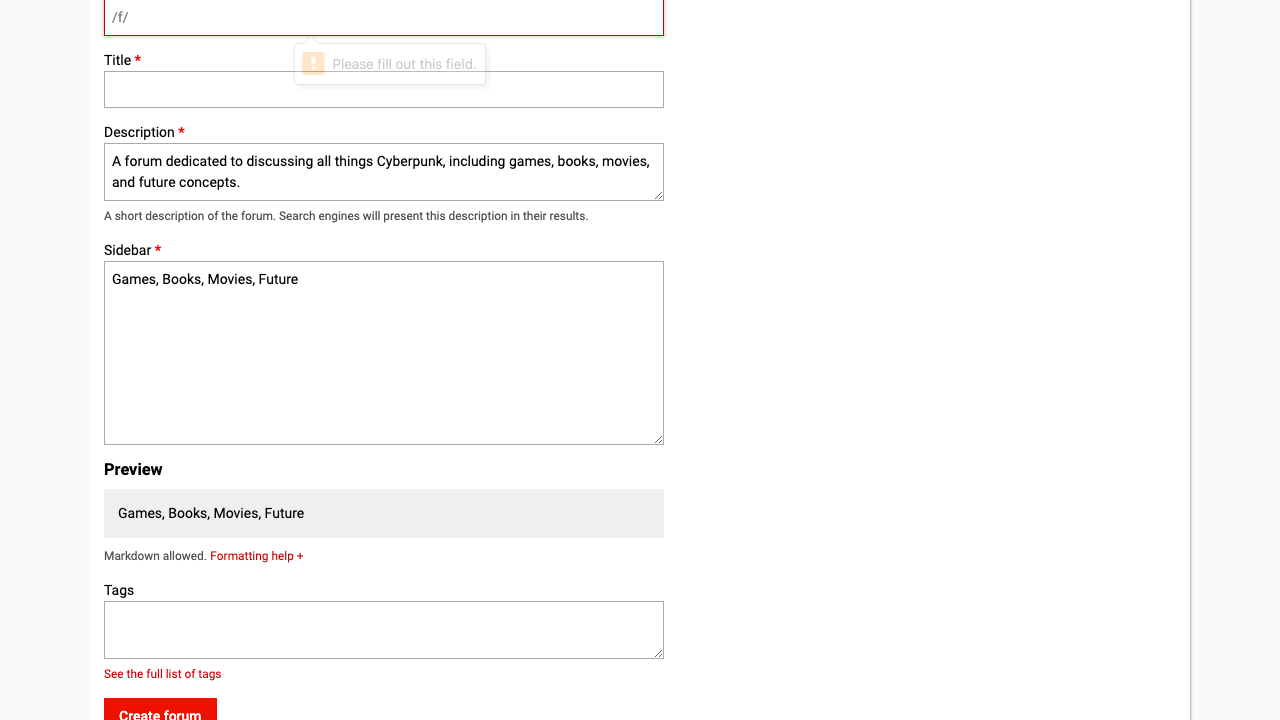 /f/
Please fill out this field.
Title *
Description *
A forum dedicated to discussing all things Cyberpunk, including games, books, movies,
and future concepts.
A short description of the forum. Search engines will present this description in their results.
Sidebar *
Games, Books, Movies, Future
Preview
Games, Books, Movies, Future
Markdown allowed. Formatting help +
Tags
See the full list of tags
Create forum